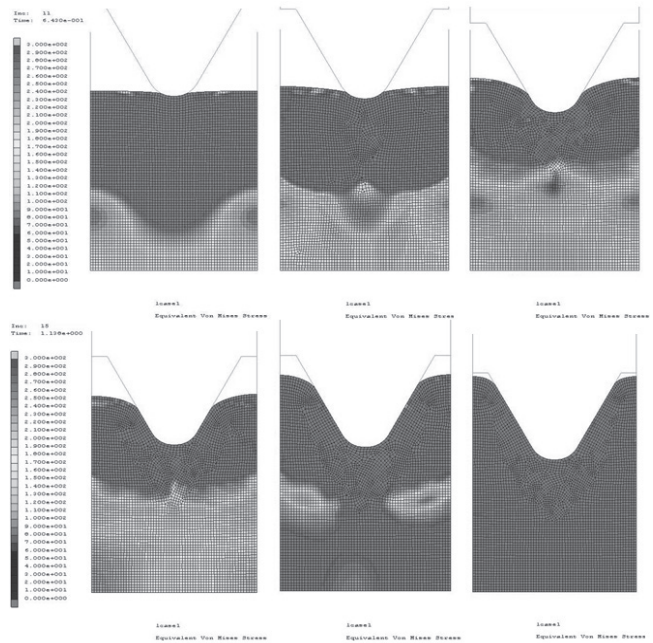 Inc: 11
Time: 6.430e-001
3.000e+002
2.900e+002
2.800e+002
2.700e+002
2.600e+002
2.500e+002
2.400e+002
2.300e+002
2.200e+002
2.100e+002
2.000e+002
1.900e+002
1.800e+002
1.700e+002
1.600e+002
1.500e+002
1.400e+002
1.300e+002
1.200e+002
1.100e+002
1.000e+002
9.000e+001
8.000e+001
7.000e+001
6.000e+001
5.000e+001
4.000e+001
3.000e+001
2.000e+001
1.000e+001
0.000e+000
lcase1
Equivalent Von Mises Stress
lcase1
Equivalent Von Mises Stress
lcase1
Equivalent Von Mises Stress
Inc: 18
Time: 1.138e+000
3.000e+002
2.900e+002
2.800e+002
2.700e+002
2.600e+002
2.500e+002
2.400e+002
2.300e+002
2.200e+002
2.100e+002
2.000e+002
1.900e+002
1.800e+002
1.700e+002
1.600e+002
1.500e+002
1.400e+002
1.300e+002
1.200e+002
1.100e+002
1.000e+002
9.000e+001
8.000e+001
7.000e+001
6.000e+001
5.000e+001
4.000e+001
3.000e+001
2.000e+001
1.000e+001
0.000e+000
lcase1
Equivalent Von Mises Stress
lcase1
Equivalent Von Mises Stress
lcase1
Equivalent Von Mises Stress